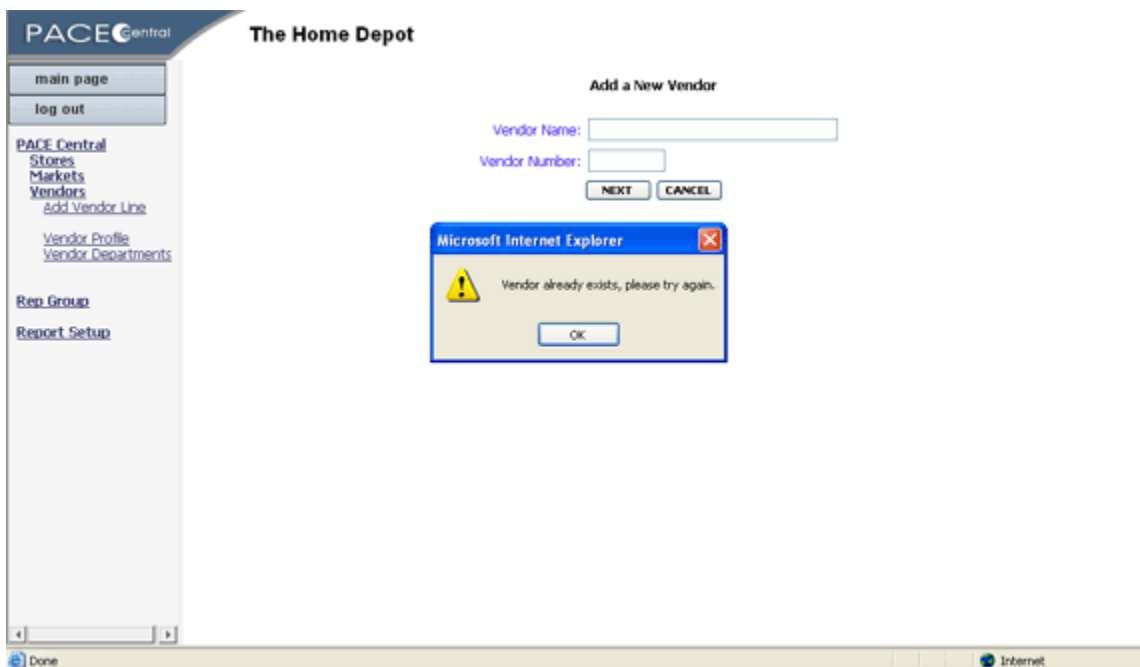 PACE Central
The Home Depot
main page
log out
PACE Central
Stores
Markets
Vendors
Add Vendor Line
Vendor Profile
Vendor Departments
Rep Group
Report Setup
Add a New Vendor
Vendor Name:
Vendor Number:
NEXT CANCEL
Microsoft Internet Explorer
Vendor already exists, please try again.
OK
Done Internet